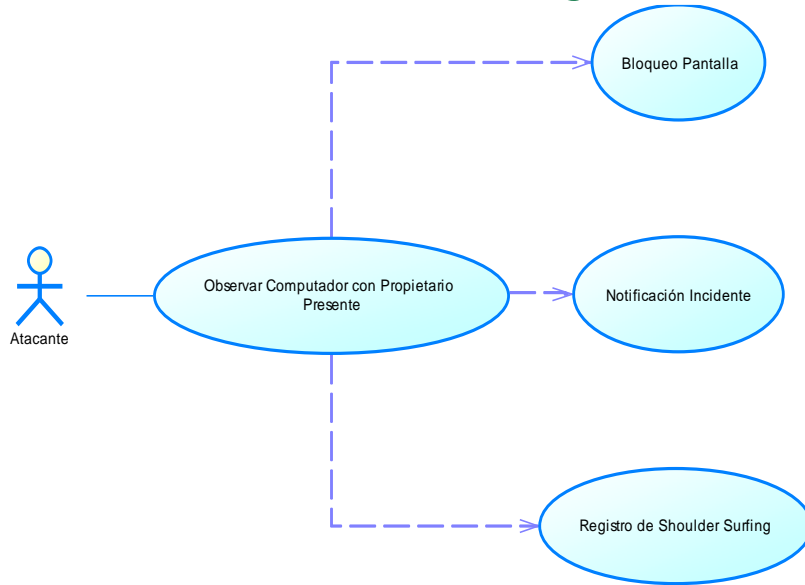 Bloqueo Pantalla
Atacante
Observar Computador con Propietario
Presente
Notificación Incidente
Registro de Shoulder Surfing